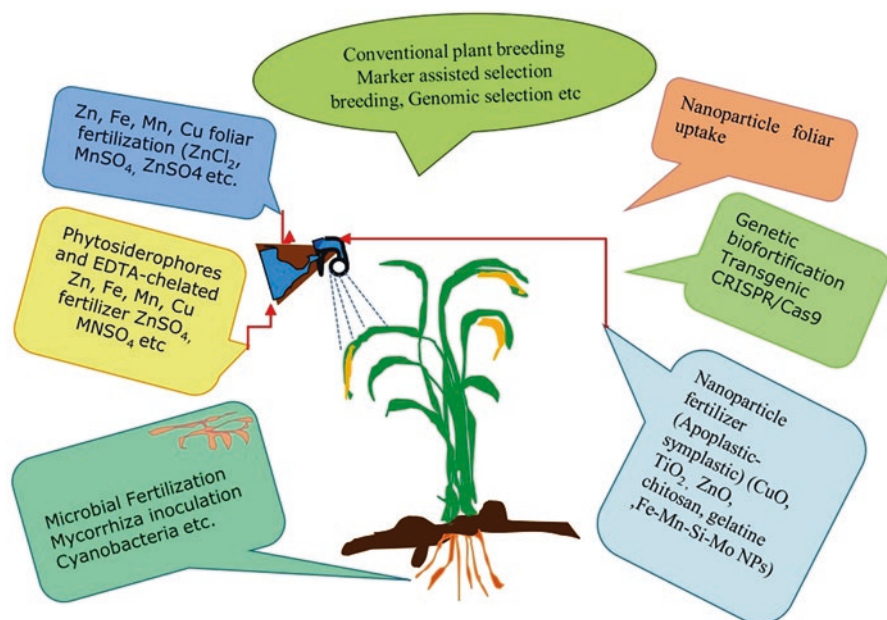 Conventional plant breeding
Marker assisted selection
breeding, Genomic selection etc
Zn, Fe, Mn, Cu foliar
fertilization (ZnCl₂,
MnSO₄, ZnSO4 etc.
Nanoparticle foliar
uptake
Phytosiderophores
and EDTA-chelated
Zn, Fe, Mn, Cu
fertilizer ZnSO₄,
MNSO₄ etc
Genetic
biofortification
Transgenic
CRISPR/Cas9
Nanoparticle
fertilizer
(Apoplastic-
symplastic) (CuO,
TiO₂. ZnO,
chitosan, gelatine
,Fe-Mn-Si-Mo NPs)
Microbial Fertilization
Mycorrhiza inoculation
Cyanobacteria etc.